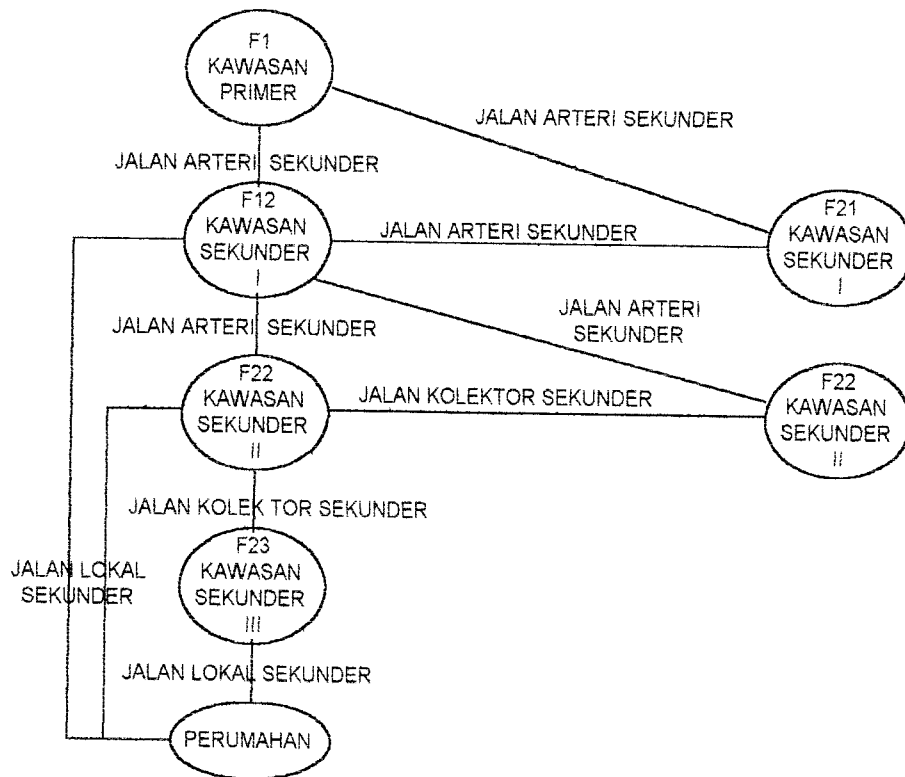 F1
KAWASAN
PRIMER
JALAN ARTERI SEKUNDER
JALAN ARTERI SEKUNDER
F12
KAWASAN
SEKUNDER
I
JALAN ARTERI SEKUNDER
F21
KAWASAN
SEKUNDER
I
JALAN ARTERI SEKUNDER
JALAN ARTERI
SEKUNDER
F22
KAWASAN
SEKUNDER
II
JALAN KOLEKTOR SEKUNDER
F22
KAWASAN
SEKUNDER
II
JALAN KOLEK TOR SEKUNDER
F23
KAWASAN
SEKUNDER
III
JALAN LOKAL
SEKUNDER
JALAN LOKAL SEKUNDER
PERUMAHAN